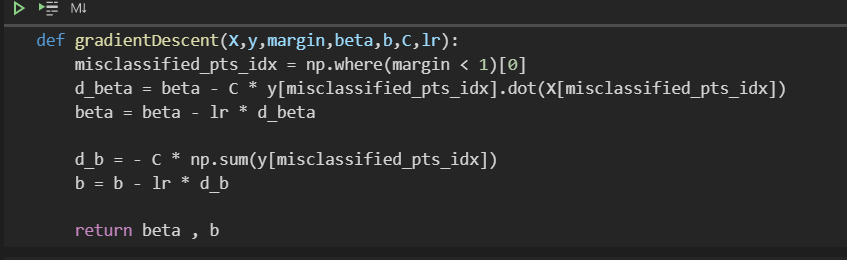 M↓
def gradientDescent(X,y,margin,beta,b,C,lr):
misclassified_pts_idx = np.where(margin < 1)[0]
d_beta = beta - C * y[misclassified_pts_idx].dot(X[misclassified_pts_idx])
beta = beta - lr * d_beta
d_b = - C * np.sum(y[misclassified_pts_idx])
b = b - lr * d_b
return beta , b